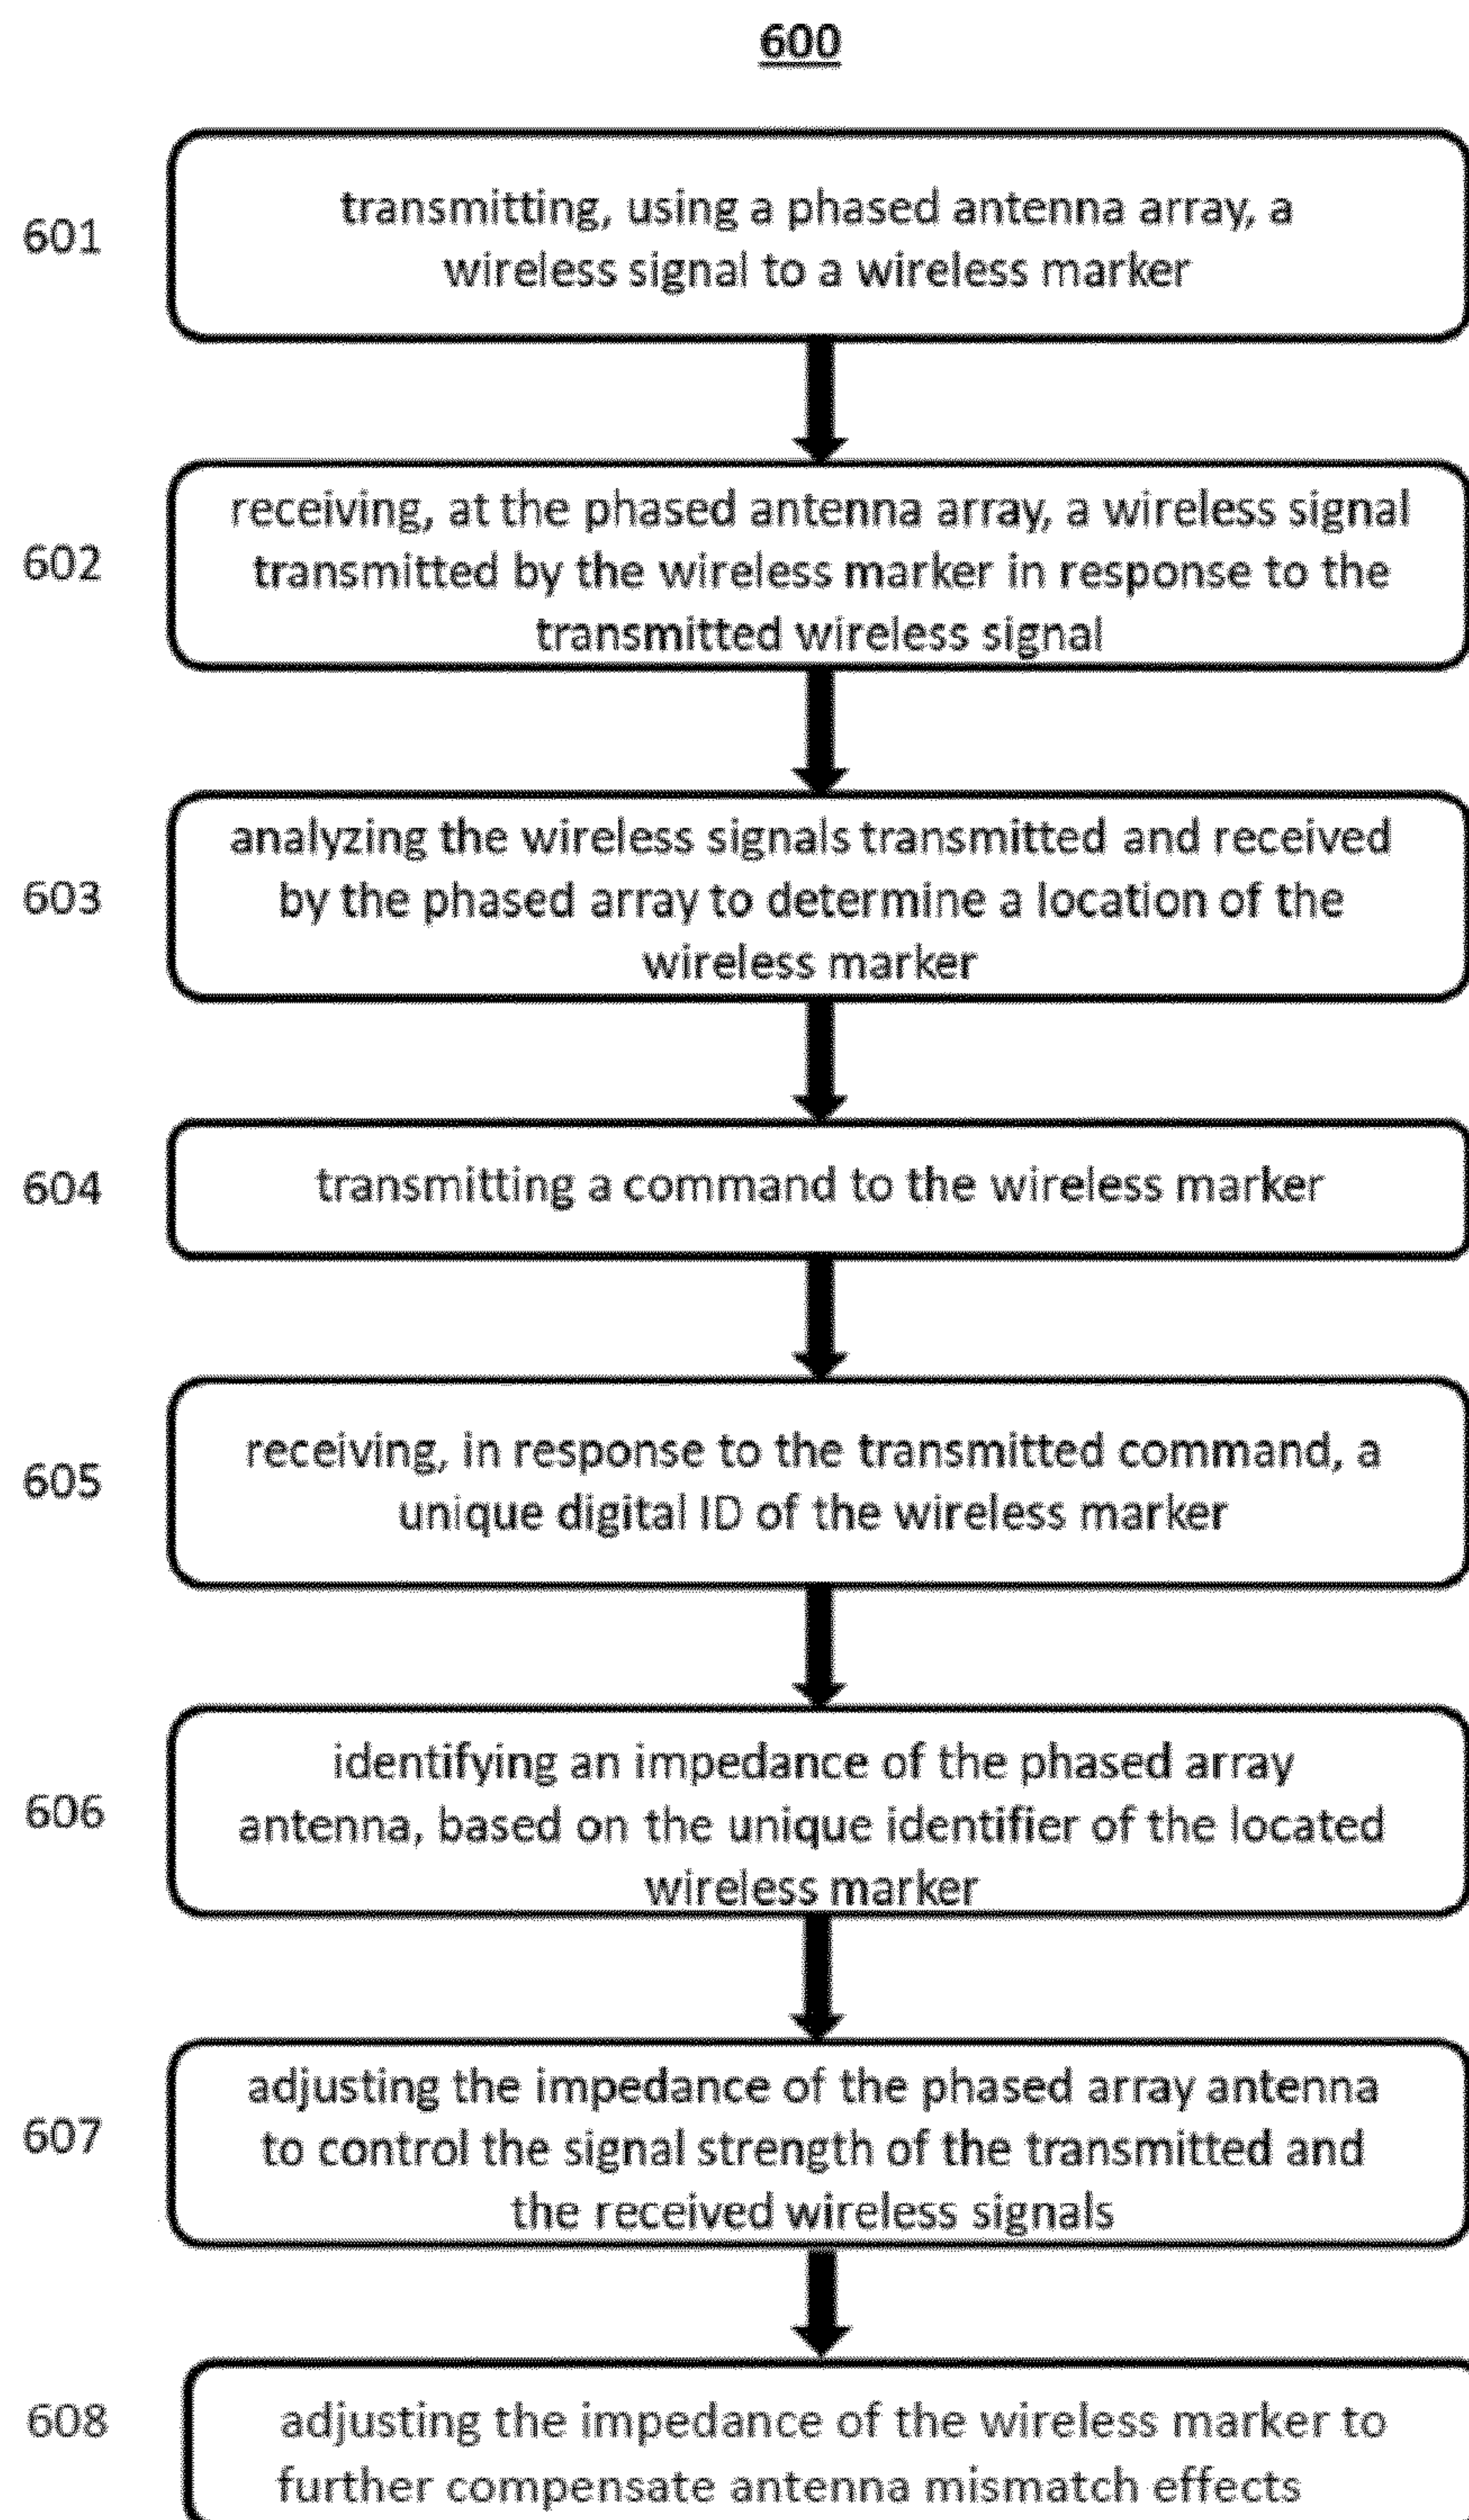 600
601
transmitting, using a phased antenna array, a
wireless signal to a wireless marker
602
receiving, at the phased antenna array, a wireless signal
transmitted by the wireless marker in response to the
transmitted wireless signal
603
analyzing the wireless signals transmitted and received
by the phased array to determine a location of the
wireless marker
604
transmitting a command to the wireless marker
605
receiving, in response to the transmitted command, a
unique digital ID of the wireless marker
606
identifying an impedance of the phased array
antenna, based on the unique identifier of the located
wireless marker
607
adjusting the impedance of the phased array antenna
to control the signal strength of the transmitted and
the received wireless signals
608
adjusting the impedance of the wireless marker to
further compensate antenna mismatch effects